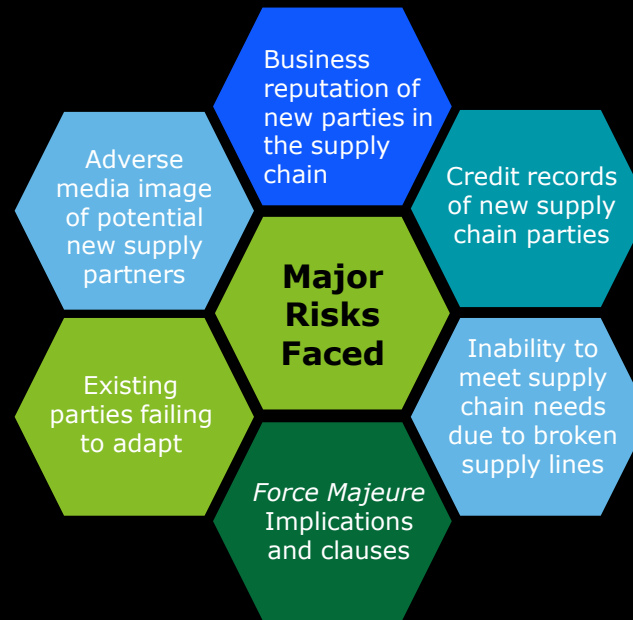 Business
reputation of
new parties in
the supply
chain
Adverse
media image
of potential
new supply
partners
Credit records
of new supply
chain parties
Major
Risks
Faced
Existing
parties failing
to adapt
Inability to
meet supply
chain needs
due to broken
supply lines
Force Majeure
Implications
and clauses